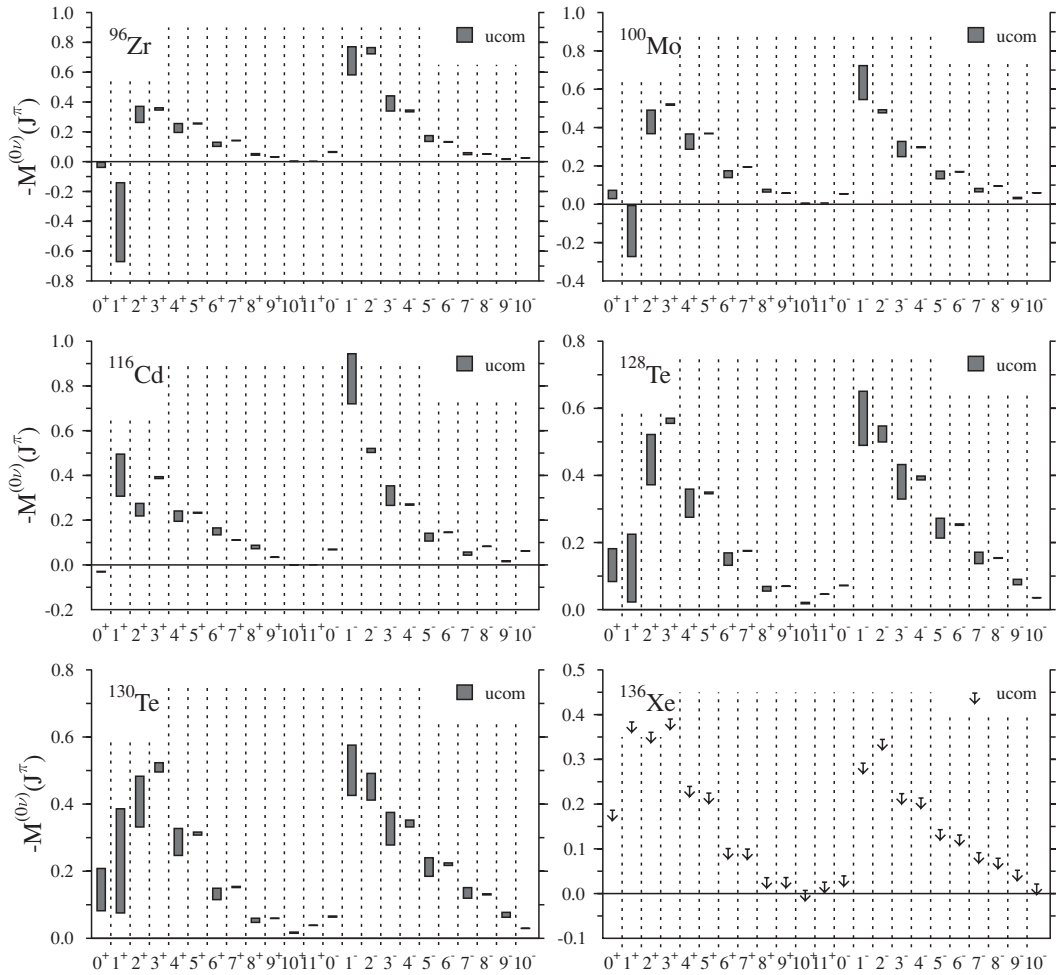 1.0
0.8
0.6
0.4
0.2
0.0
-0.2
-0.4
-0.6
-0.8
-M^(0ν)(J^π)
⁹⁶Zr
ucom
0⁺ 1⁺ 2⁺ 3⁺ 4⁺ 5⁺ 6⁺ 7⁺ 8⁺ 9⁺ 10⁺ 11⁺ 0⁻ 1⁻ 2⁻ 3⁻ 4⁻ 5⁻ 6⁻ 7⁻ 8⁻ 9⁻ 10⁻
1.0
0.8
0.6
0.4
0.2
0.0
-0.2
-0.4
¹⁰⁰Mo
ucom
0⁺ 1⁺ 2⁺ 3⁺ 4⁺ 5⁺ 6⁺ 7⁺ 8⁺ 9⁺ 10⁺ 11⁺ 0⁻ 1⁻ 2⁻ 3⁻ 4⁻ 5⁻ 6⁻ 7⁻ 8⁻ 9⁻ 10⁻
1.0
0.8
0.6
0.4
0.2
0.0
-0.2
-M^(0ν)(J^π)
¹¹⁶Cd
ucom
0⁺ 1⁺ 2⁺ 3⁺ 4⁺ 5⁺ 6⁺ 7⁺ 8⁺ 9⁺ 10⁺ 11⁺ 0⁻ 1⁻ 2⁻ 3⁻ 4⁻ 5⁻ 6⁻ 7⁻ 8⁻ 9⁻ 10⁻
0.8
0.6
0.4
0.2
0.0
¹²⁸Te
ucom
0⁺ 1⁺ 2⁺ 3⁺ 4⁺ 5⁺ 6⁺ 7⁺ 8⁺ 9⁺ 10⁺ 11⁺ 0⁻ 1⁻ 2⁻ 3⁻ 4⁻ 5⁻ 6⁻ 7⁻ 8⁻ 9⁻ 10⁻
0.8
0.6
0.4
0.2
0.0
-M^(0ν)(J^π)
¹³⁰Te
ucom
0⁺ 1⁺ 2⁺ 3⁺ 4⁺ 5⁺ 6⁺ 7⁺ 8⁺ 9⁺ 10⁺ 11⁺ 0⁻ 1⁻ 2⁻ 3⁻ 4⁻ 5⁻ 6⁻ 7⁻ 8⁻ 9⁻ 10⁻
0.5
0.4
0.3
0.2
0.1
0.0
-0.1
¹³⁶Xe
ucom
0⁺ 1⁺ 2⁺ 3⁺ 4⁺ 5⁺ 6⁺ 7⁺ 8⁺ 9⁺ 10⁺ 11⁺ 0⁻ 1⁻ 2⁻ 3⁻ 4⁻ 5⁻ 6⁻ 7⁻ 8⁻ 9⁻ 10⁻